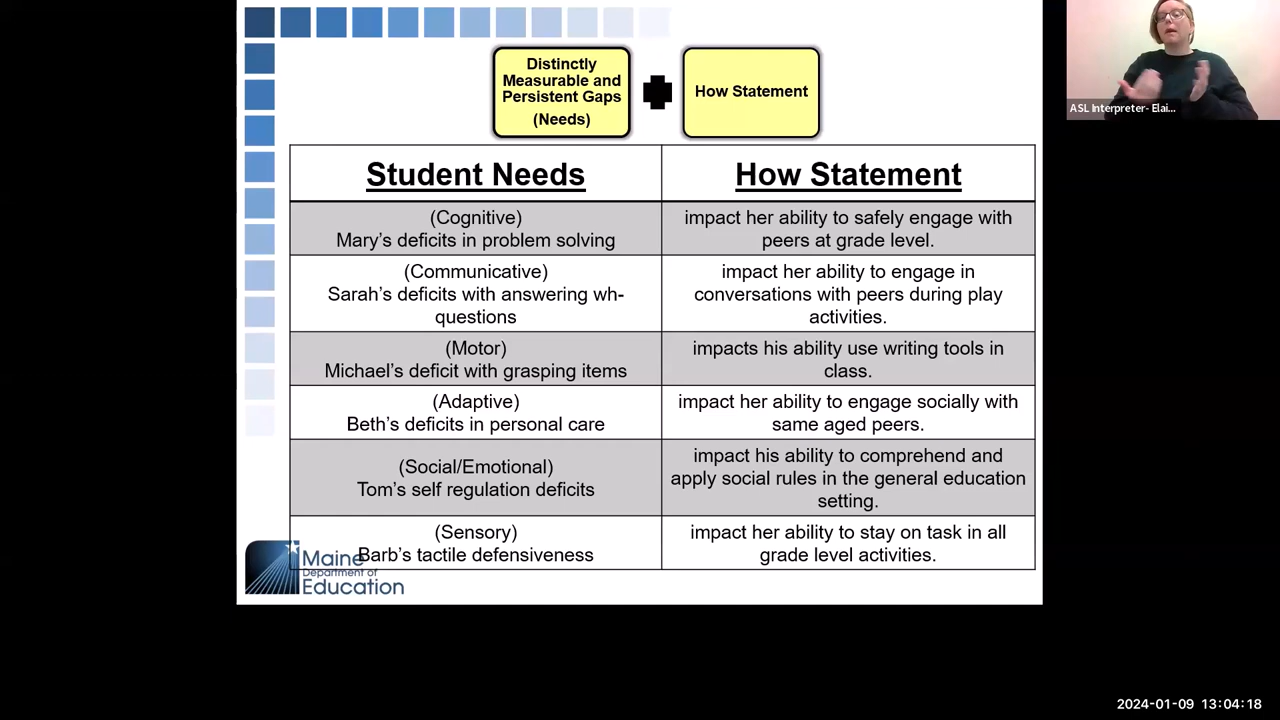 Distinctly
Measurable and
Persistent Gaps
(Needs)
How Statement
ASL Interpreter- Elai...
Student Needs
How Statement
(Cognitive)
Mary’s deficits in problem solving
impact her ability to safely engage with
peers at grade level.
(Communicative)
Sarah’s deficits with answering wh-
questions
impact her ability to engage in
conversations with peers during play
activities.
(Motor)
Michael’s deficit with grasping items
impacts his ability use writing tools in
class.
(Adaptive)
Beth’s deficits in personal care
impact her ability to engage socially with
same aged peers.
(Social/Emotional)
Tom’s self regulation deficits
impact his ability to comprehend and
apply social rules in the general education
setting.
(Sensory)
Barb’s tactile defensiveness
impact her ability to stay on task in all
grade level activities.
Maine
Department of
Education
2024-01-09 13:04:18